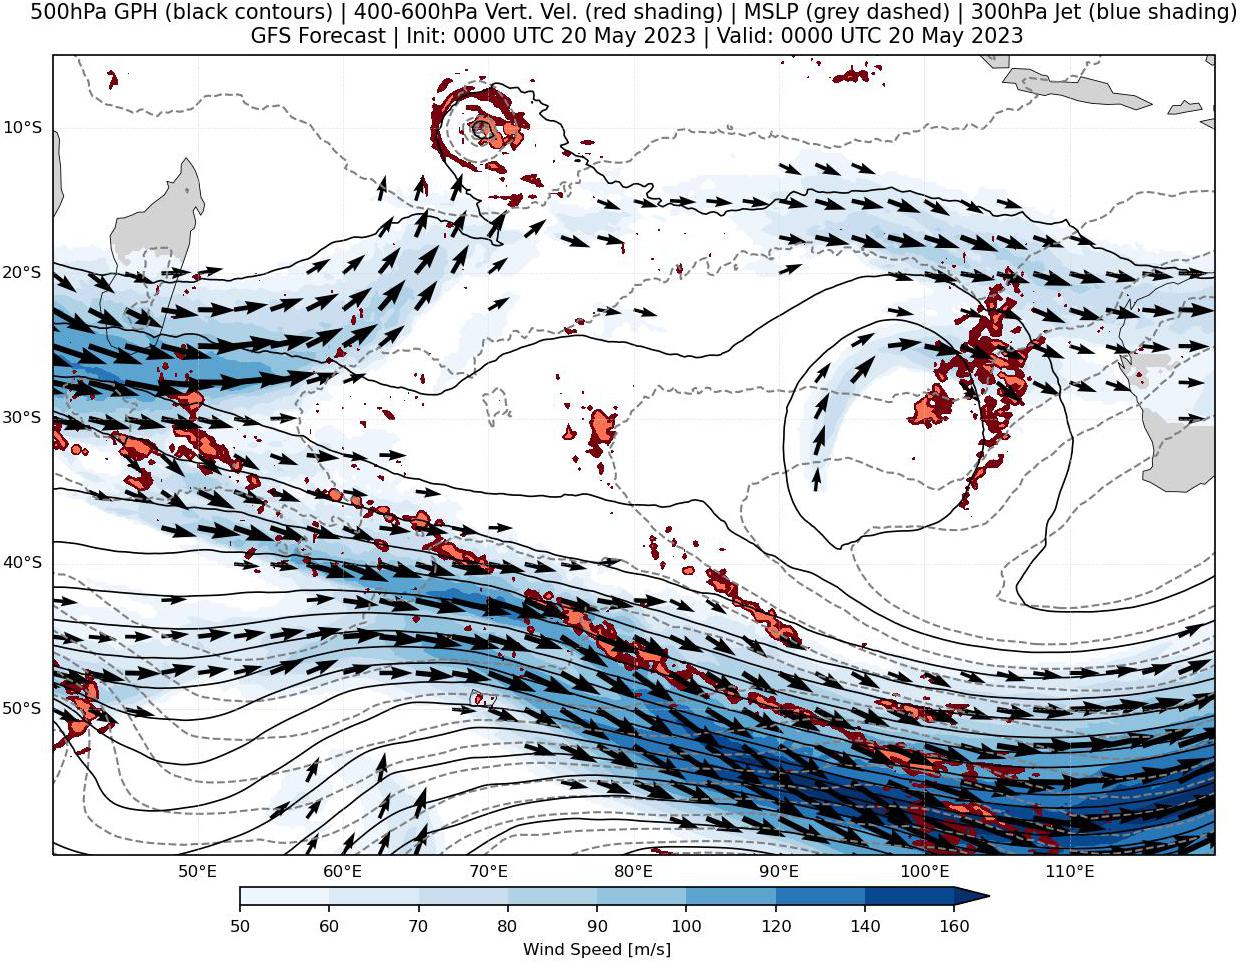 500hPa GPH (black contours) | 400-600hPa Vert. Vel. (red shading) | MSLP (grey dashed) | 300hPa Jet (blue shading)
GFS Forecast | Init: 0000 UTC 20 May 2023 | Valid: 0000 UTC 20 May 2023
10°S
20°S
30°S
40°S
50°S
50°E 60°E 70°E 80°E 90°E 100°E 110°E
50 60 70 80 90 100 120 140 160
Wind Speed [m/s]